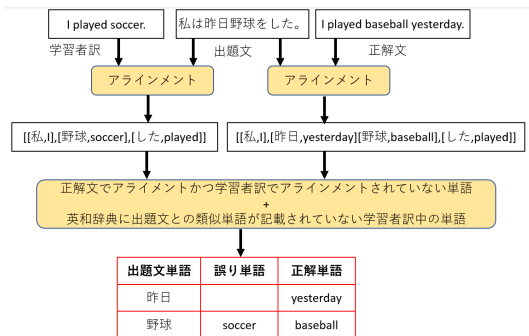 I played soccer.
私は昨日野球をした。
I played baseball yesterday.
学習者訳
出題文
正解文
アラインメント
アラインメント
[[私,I],[野球,soccer],[した,played]]
[[私,I],[昨日,yesterday][野球,baseball],[した,played]]
正解文でアライメントかつ学習者訳でアラインメントされていない単語
+
英和辞典に出題文との類似単語が記載されていない学習者訳中の単語
出題文単語 誤り単語 正解単語
昨日 yesterday
野球 soccer baseball